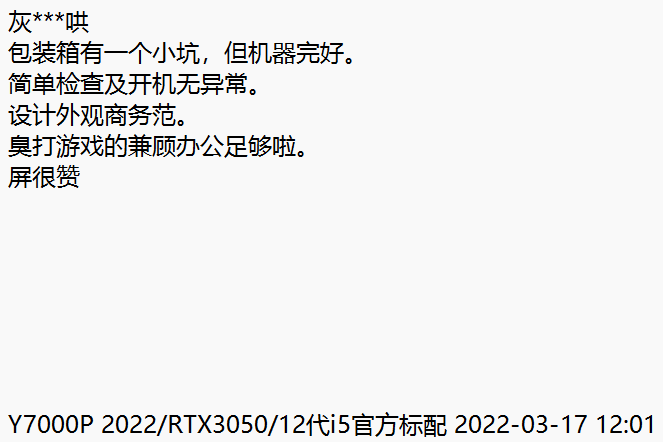 灰***哄
包装箱有一个小坑，但机器完好。
简单检查及开机无异常。
设计外观商务范。
臭打游戏的兼顾办公足够啦。
屏很赞
Y7000P 2022/RTX3050/12代i5官方标配 2022-03-17 12:01